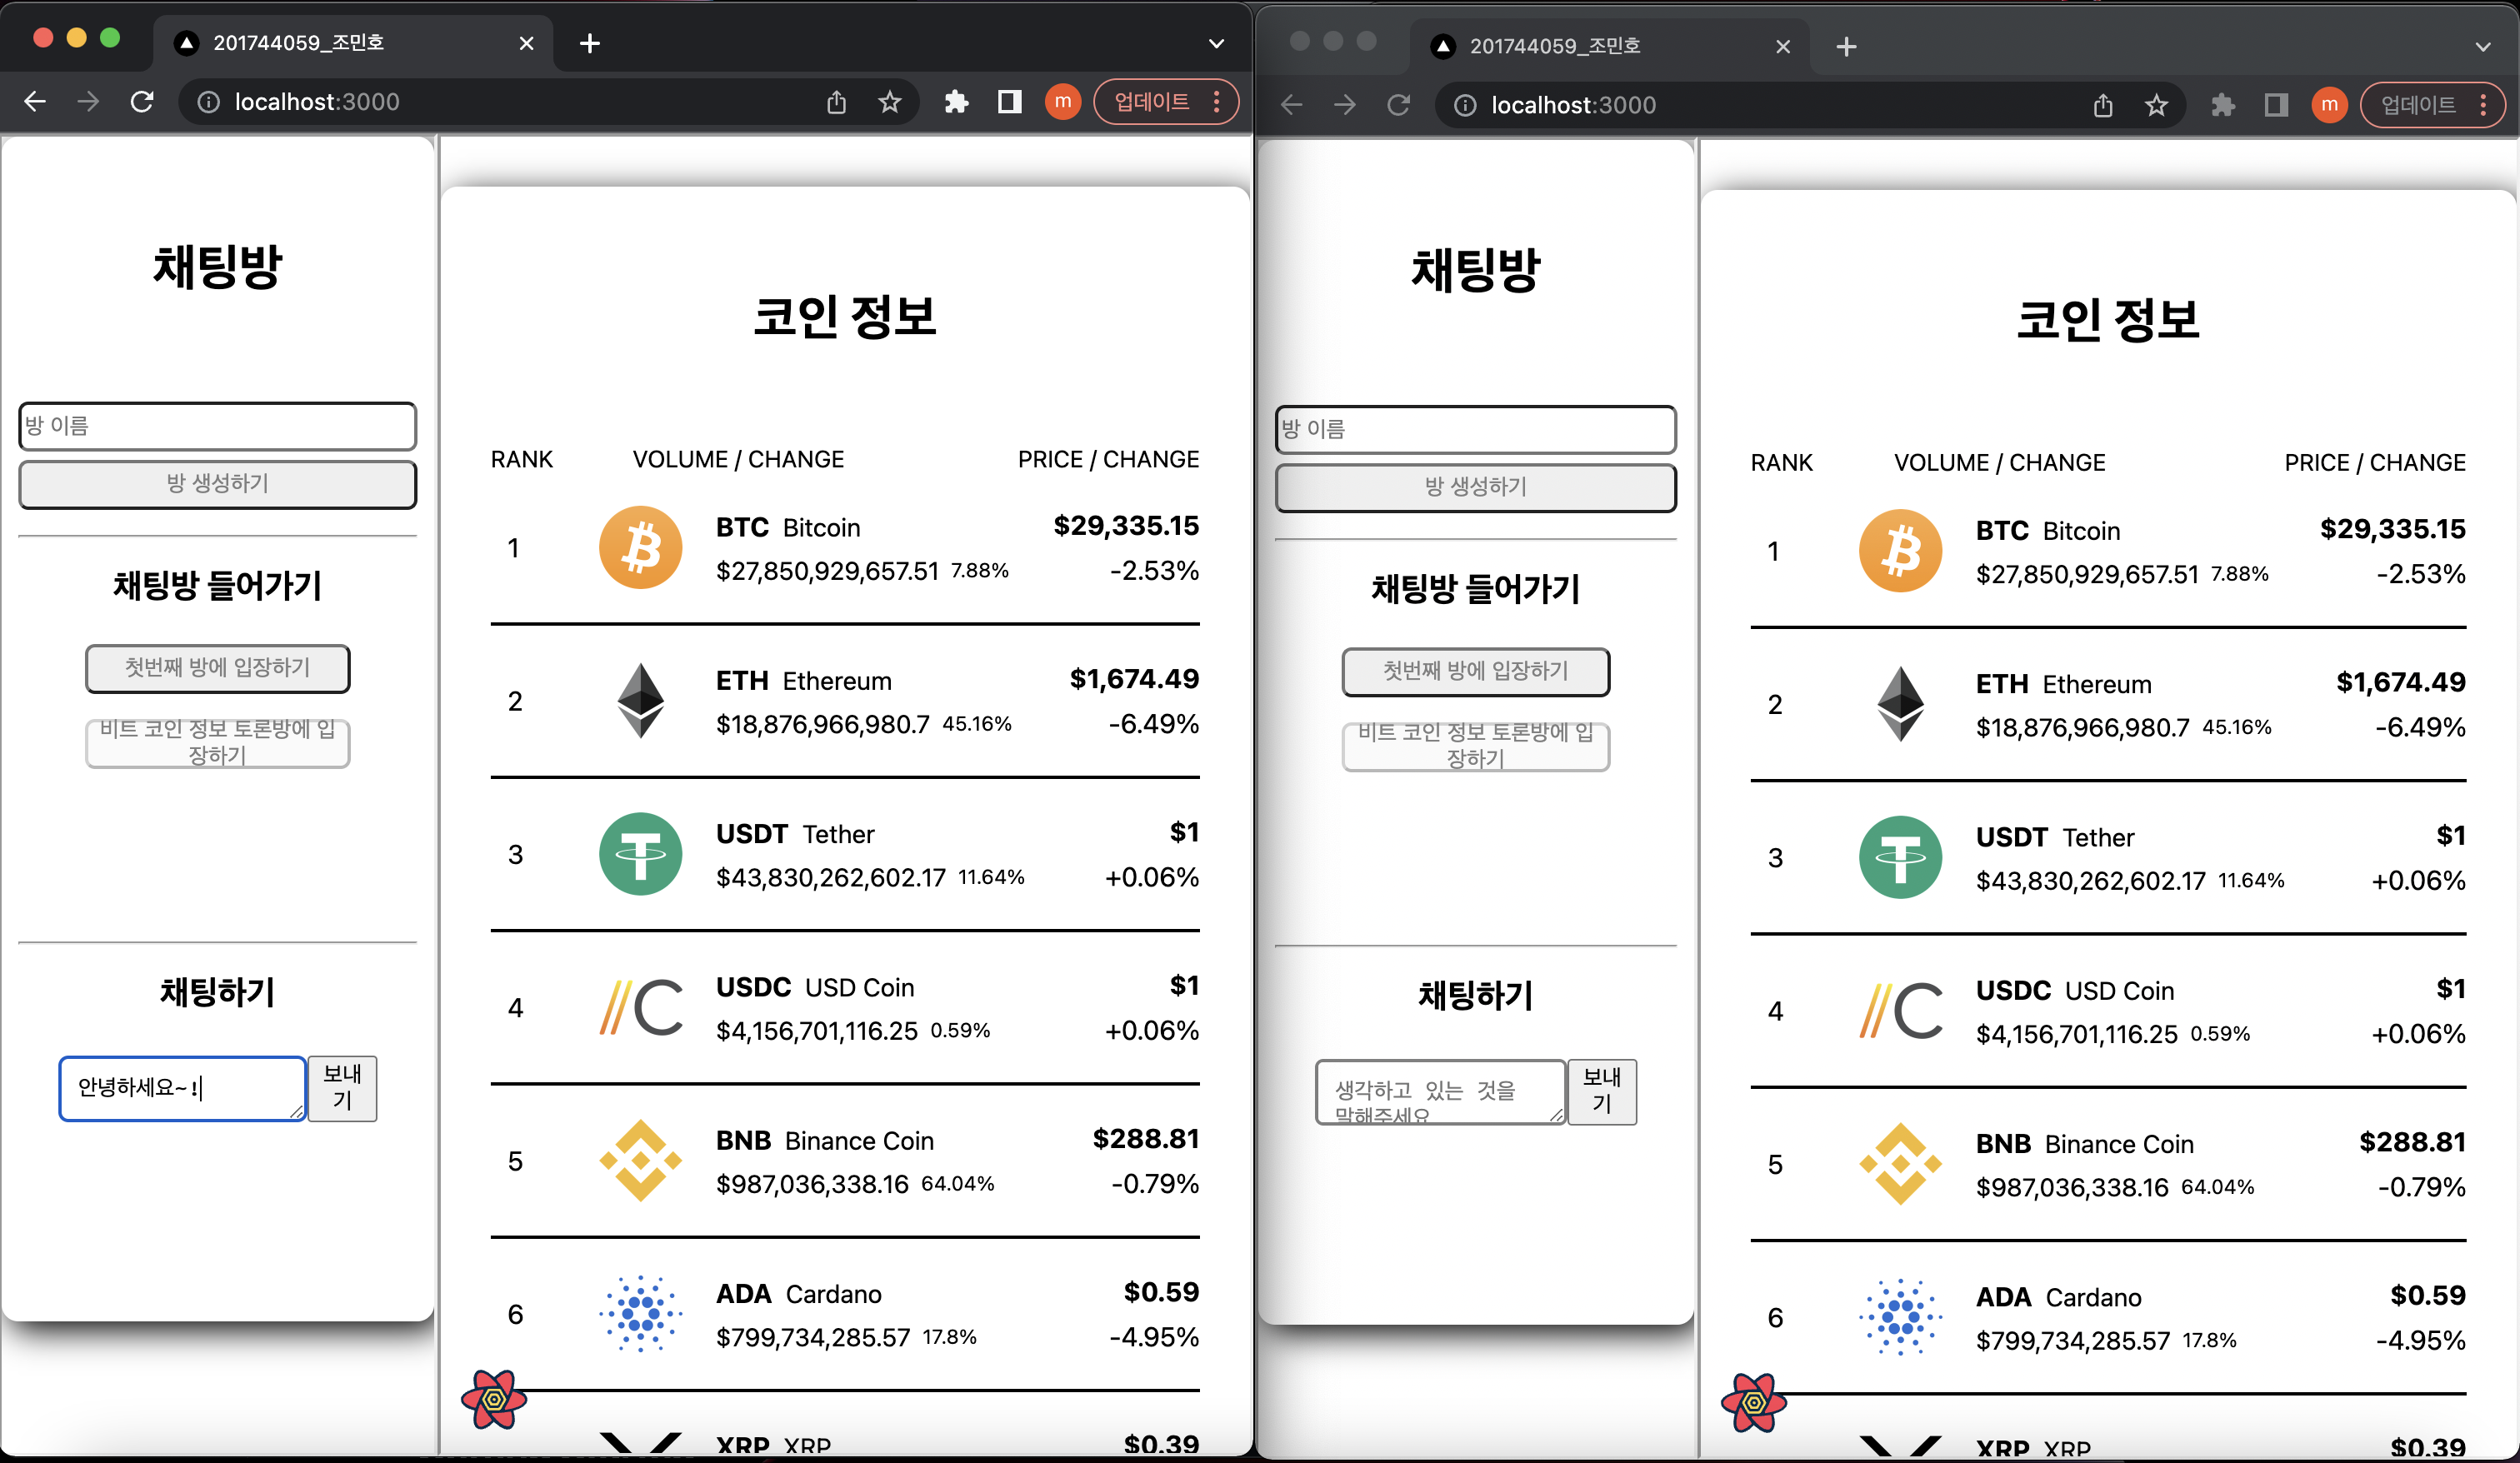 201744059_조민호
localhost:3000
m
업데이트
채팅방
방 이름
방 생성하기
채팅방 들어가기
첫번째 방에 입장하기
비트 코인 정보 토론방에 입
장하기
채팅하기
안녕하세요~!
보내
기
코인 정보
RANK VOLUME / CHANGE PRICE / CHANGE
1 BTC Bitcoin $29,335.15
$27,850,929,657.51 7.88% -2.53%
2 ETH Ethereum $1,674.49
$18,876,966,980.7 45.16% -6.49%
3 USDT Tether $1
$43,830,262,602.17 11.64% +0.06%
4 USDC USD Coin $1
$4,156,701,116.25 0.59% +0.06%
5 BNB Binance Coin $288.81
$987,036,338.16 64.04% -0.79%
6 ADA Cardano $0.59
$799,734,285.57 17.8% -4.95%
XRP XRP $0.39
201744059_조민호
localhost:3000
m
업데이트
채팅방
방 이름
방 생성하기
채팅방 들어가기
첫번째 방에 입장하기
비트 코인 정보 토론방에 입
장하기
채팅하기
생각하고 있는 것을
말해주세요
보내
기
코인 정보
RANK VOLUME / CHANGE PRICE / CHANGE
1 BTC Bitcoin $29,335.15
$27,850,929,657.51 7.88% -2.53%
2 ETH Ethereum $1,674.49
$18,876,966,980.7 45.16% -6.49%
3 USDT Tether $1
$43,830,262,602.17 11.64% +0.06%
4 USDC USD Coin $1
$4,156,701,116.25 0.59% +0.06%
5 BNB Binance Coin $288.81
$987,036,338.16 64.04% -0.79%
6 ADA Cardano $0.59
$799,734,285.57 17.8% -4.95%
XRP XRP $0.39